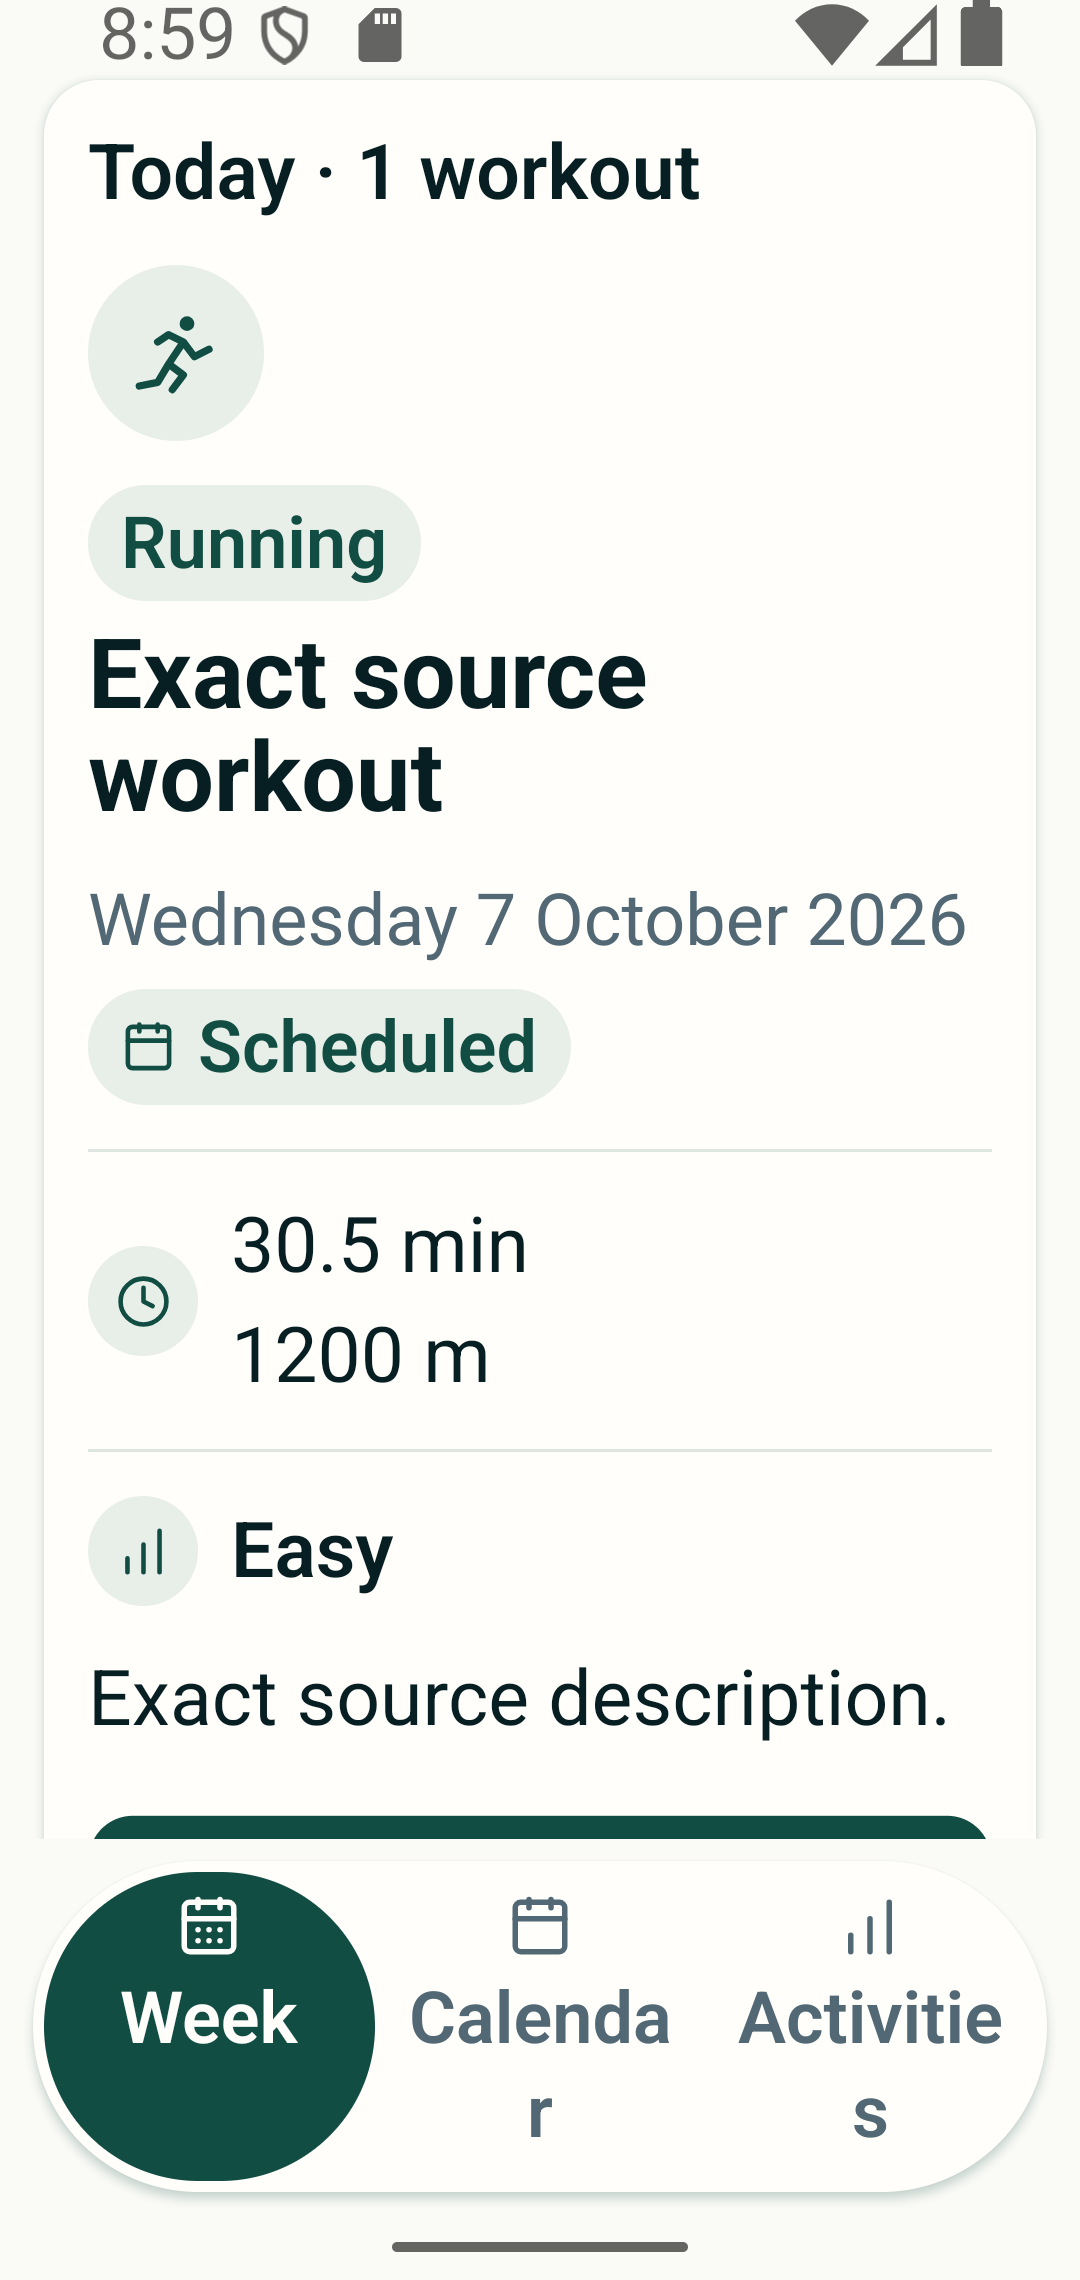 8:59
Today · 1 workout
Running
Exact source
workout
Wednesday 7 October 2026
Scheduled
30.5 min
1200 m
Easy
Exact source description.
Week
Calenda
r
Activitie
s